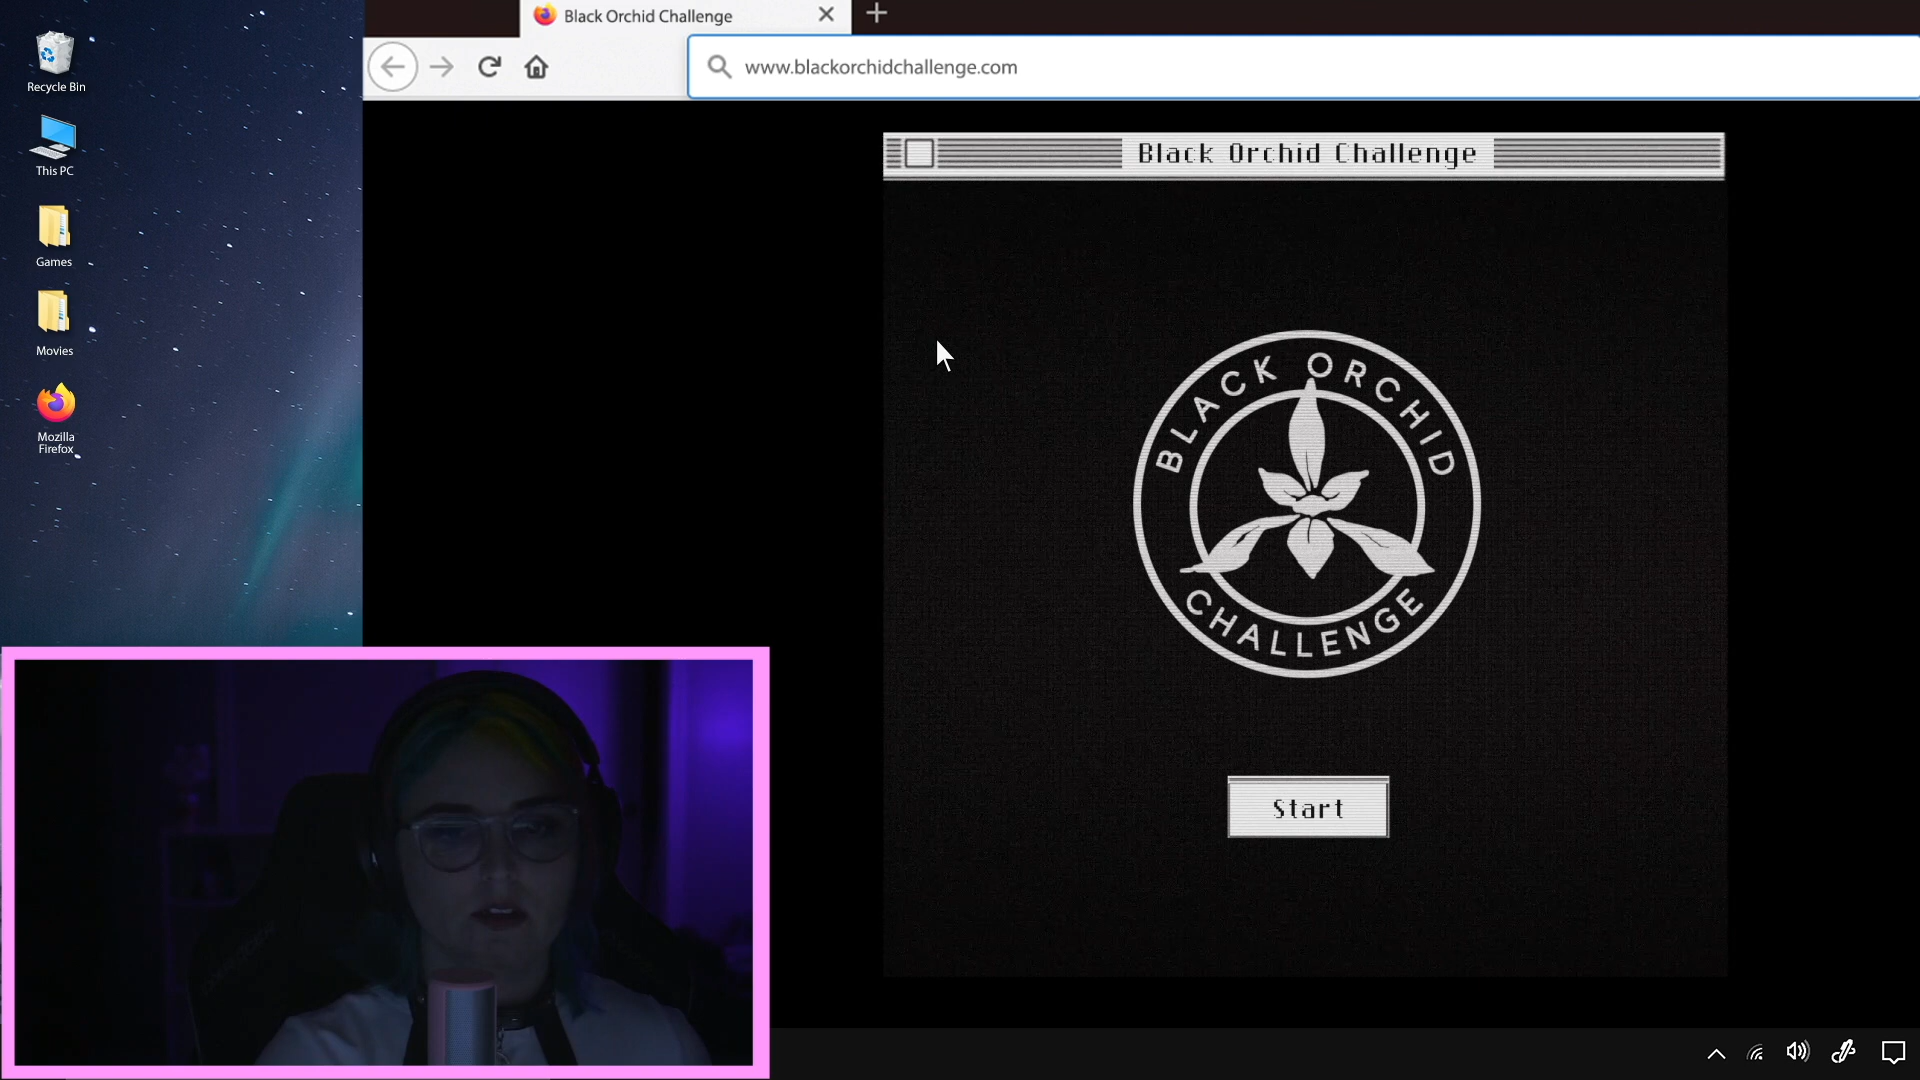 Black Orchid Challenge
www.blackorchidchallenge.com
Recycle Bin
This PC
Games
Movies
Mozilla
Firefox
Black Orchid Challenge
BLACK ORCHID
CHALLENGE
Start